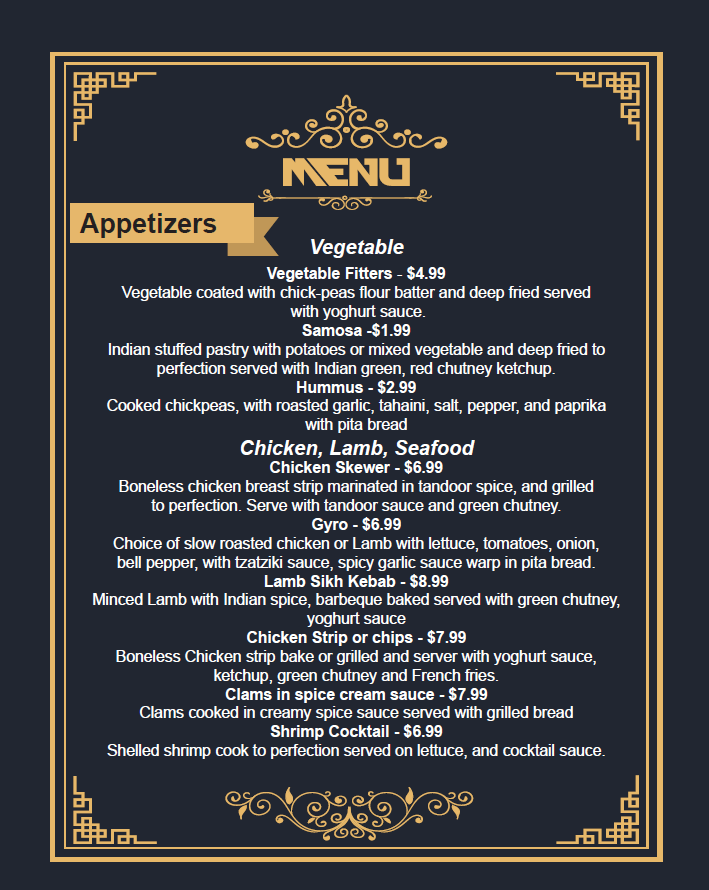 MENU
Appetizers
Vegetable
Vegetable Fitters - $4.99
Vegetable coated with chick-peas flour batter and deep fried served
with yoghurt sauce.
Samosa -$1.99
Indian stuffed pastry with potatoes or mixed vegetable and deep fried to
perfection served with Indian green, red chutney ketchup.
Hummus - $2.99
Cooked chickpeas, with roasted garlic, tahaini, salt, pepper, and paprika
with pita bread
Chicken, Lamb, Seafood
Chicken Skewer - $6.99
Boneless chicken breast strip marinated in tandoor spice, and grilled
to perfection. Serve with tandoor sauce and green chutney.
Gyro - $6.99
Choice of slow roasted chicken or Lamb with lettuce, tomatoes, onion,
bell pepper, with tzatziki sauce, spicy garlic sauce warp in pita bread.
Lamb Sikh Kebab - $8.99
Minced Lamb with Indian spice, barbeque baked served with green chutney,
yoghurt sauce
Chicken Strip or chips - $7.99
Boneless Chicken strip bake or grilled and server with yoghurt sauce,
ketchup, green chutney and French fries.
Clams in spice cream sauce - $7.99
Clams cooked in creamy spice sauce served with grilled bread
Shrimp Cocktail - $6.99
Shelled shrimp cook to perfection served on lettuce, and cocktail sauce.